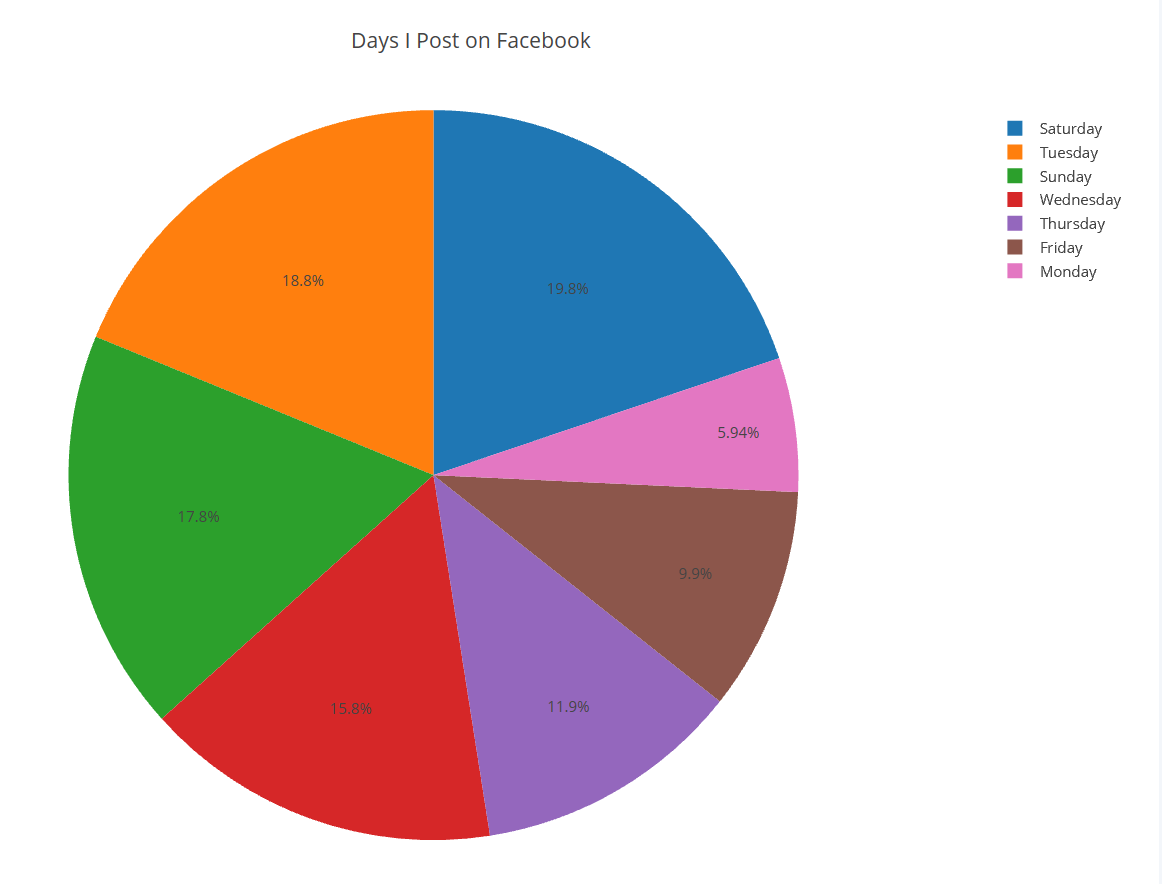 Days I Post on Facebook
Saturday
Tuesday
Sunday
Wednesday
Thursday
Friday
Monday
18.8%
19.8%
5.94%
17.8%
9.9%
15.8%
11.9%